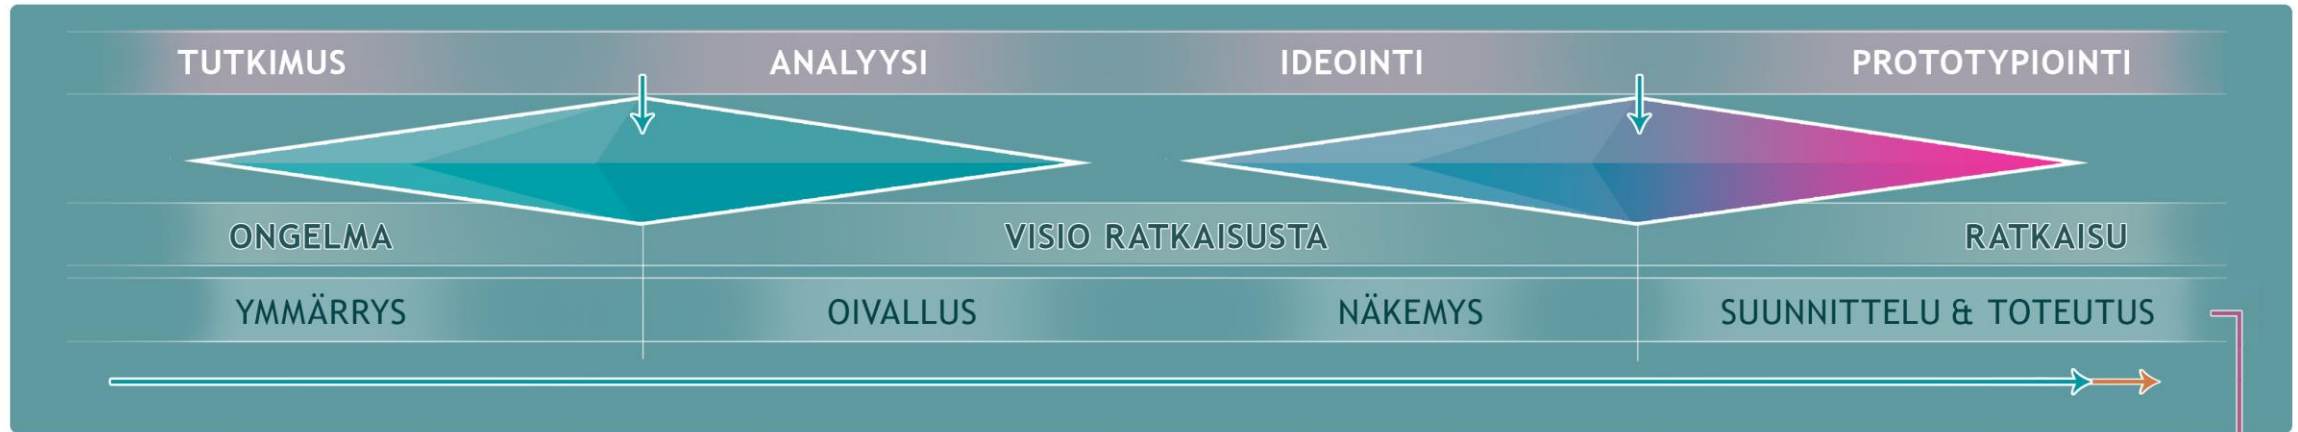 TUTKIMUS ANALYYSI IDEOINTI PROTOTYPIOINTI
ONGELMA VISIO RATKAISUSTA RATKAISU
YMMÄRRYS OIVALLUS NÄKEMYS SUUNNITTELU & TOTEUTUS